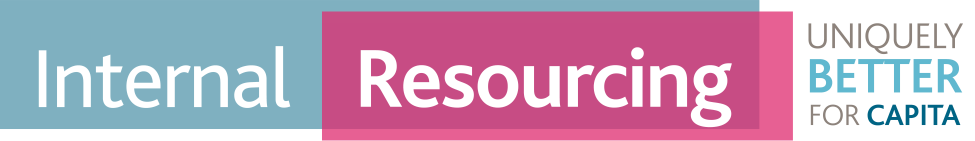 Internal Resourcing
UNIQUELY
BETTER
FOR CAPITA